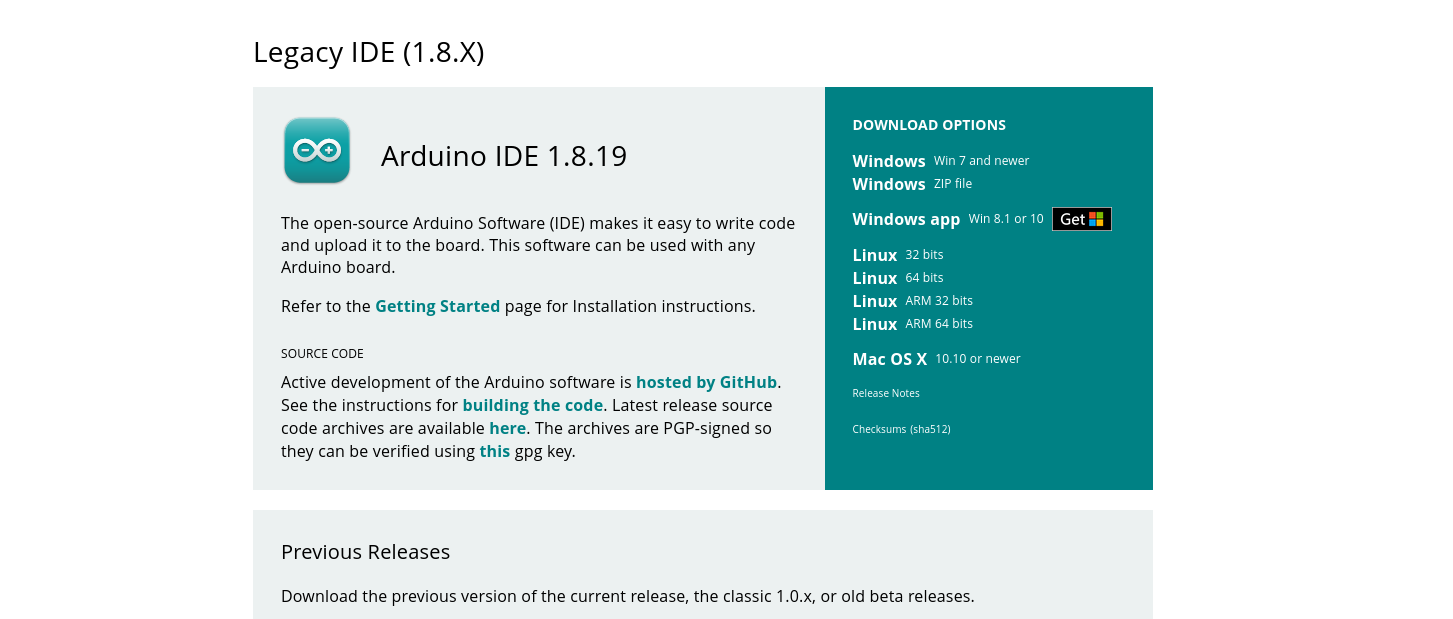 Legacy IDE (1.8.X)
Arduino IDE 1.8.19
The open-source Arduino Software (IDE) makes it easy to write code
and upload it to the board. This software can be used with any
Arduino board.
Refer to the Getting Started page for Installation instructions.
SOURCE CODE
Active development of the Arduino software is hosted by GitHub.
See the instructions for building the code. Latest release source
code archives are available here. The archives are PGP-signed so
they can be verified using this gpg key.
DOWNLOAD OPTIONS
Windows Win 7 and newer
Windows ZIP file
Windows app Win 8.1 or 10 Get
Linux 32 bits
Linux 64 bits
Linux ARM 32 bits
Linux ARM 64 bits
Mac OS X 10.10 or newer
Release Notes
Checksums (sha512)
Previous Releases
Download the previous version of the current release, the classic 1.0.x, or old beta releases.